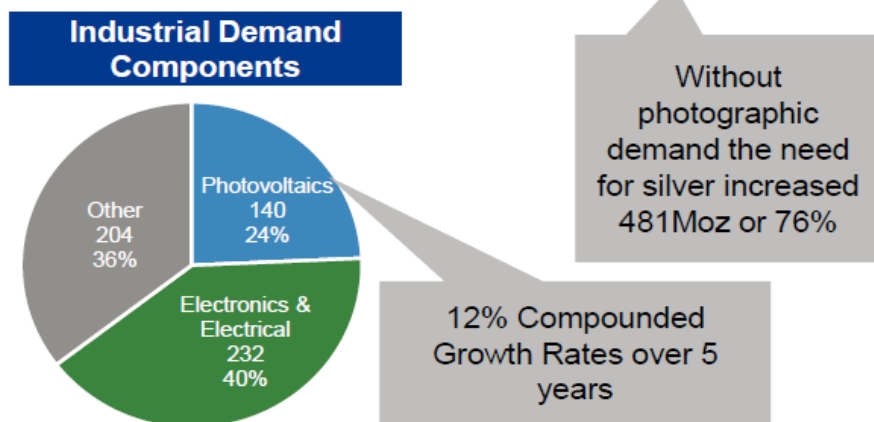 Industrial Demand
Components
Photovoltaics
140
24%
Other
204
36%
Electronics &
Electrical
232
40%
Without
photographic
demand the need
for silver increased
481Moz or 76%
12% Compounded
Growth Rates over 5
years